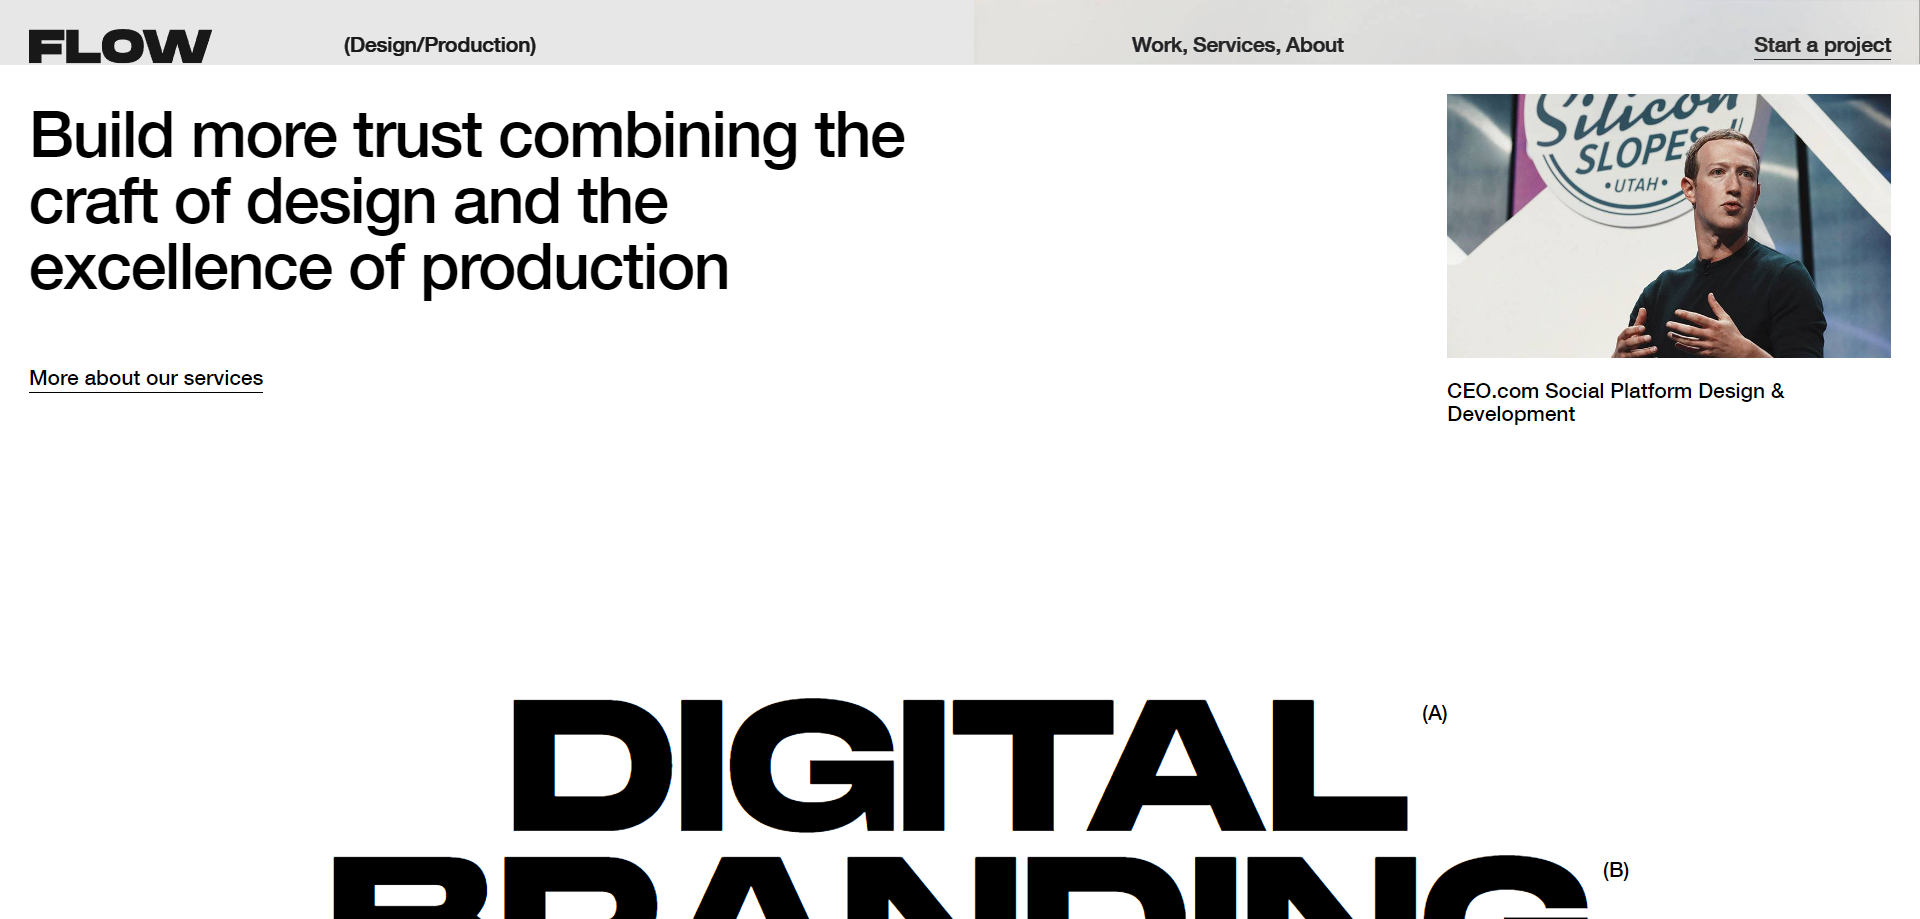 FLOW
(Design/Production)
Work, Services, About
Start a project
Build more trust combining the
craft of design and the
excellence of production
More about our services
Silicon
SLOPES
•UTAH•
CEO.com Social Platform Design &
Development
DIGITAL
(A)
BRANDING
(B)